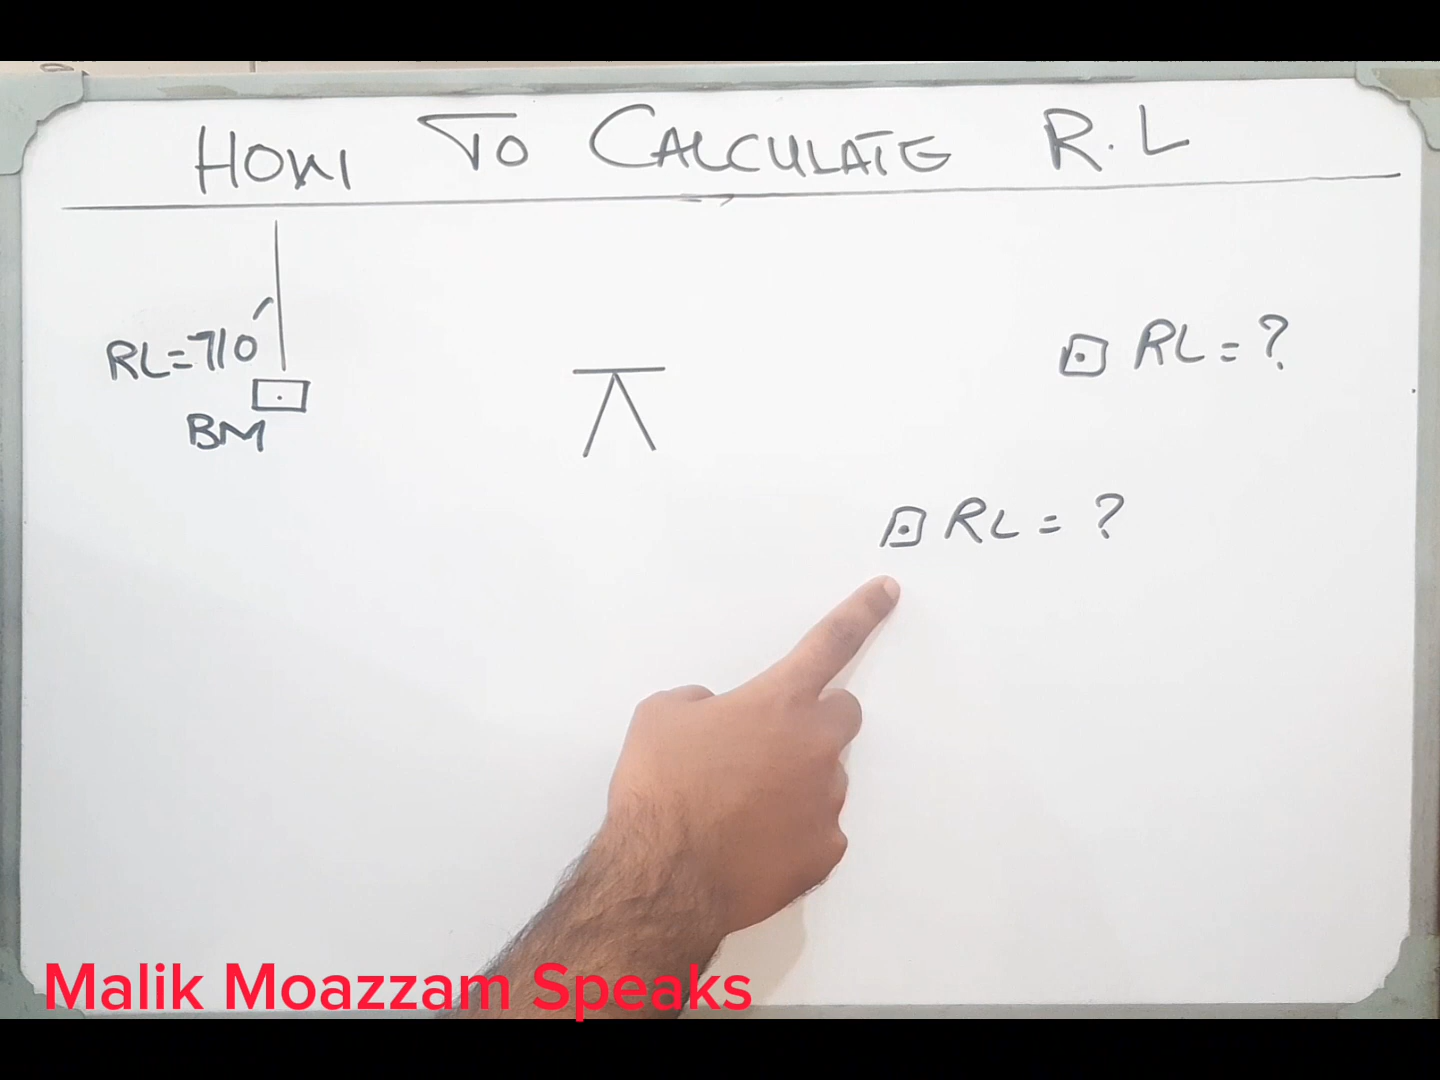 HOW TO CALCULATE R.L
RL=710'
BM
RL = ?
RL = ?
Malik Moazzam Speaks